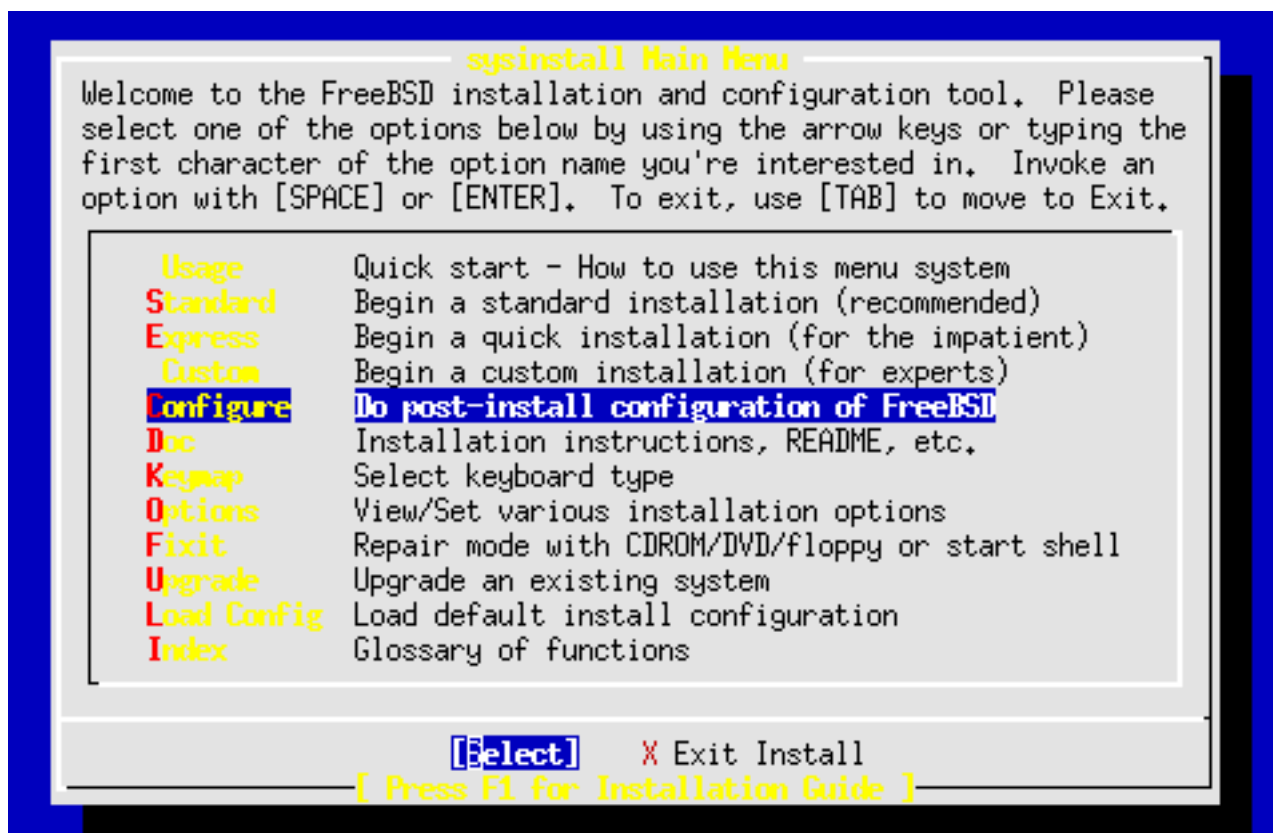 sysinstall Main Menu
Welcome to the FreeBSD installation and configuration tool.  Please
select one of the options below by using the arrow keys or typing the
first character of the option name you're interested in.  Invoke an
option with [SPACE] or [ENTER].  To exit, use [TAB] to move to Exit.
Usage Quick start - How to use this menu system
Standard Begin a standard installation (recommended)
Express Begin a quick installation (for the impatient)
Custom Begin a custom installation (for experts)
Configure Do post-install configuration of FreeBSD
Doc Installation instructions, README, etc.
Keymap Select keyboard type
Options View/Set various installation options
Fixit Repair mode with CDROM/DVD/floppy or start shell
Upgrade Upgrade an existing system
Load Config Load default install configuration
Index Glossary of functions
[Select] X Exit Install
[ Press F1 for Installation Guide ]